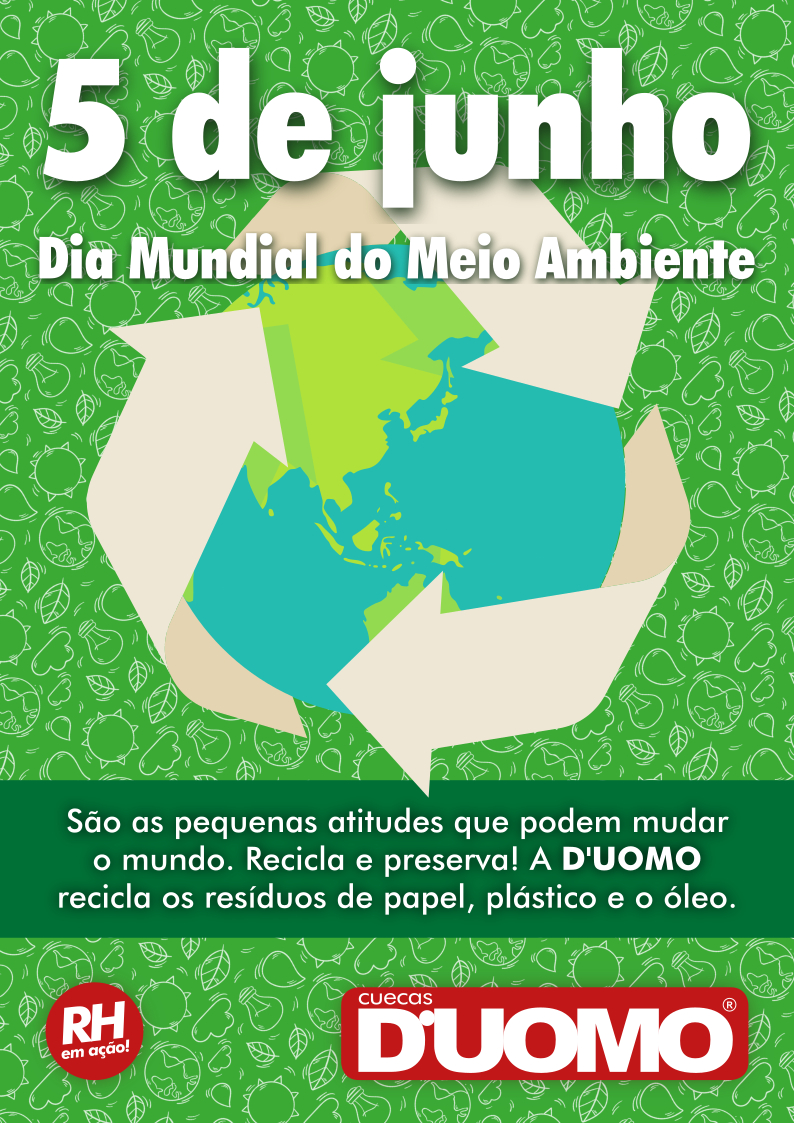 5 de junho
Dia Mundial do Meio Ambiente
São as pequenas atitudes que podem mudar
o mundo. Recicla e preserva! A D'UOMO
recicla os resíduos de papel, plástico e o óleo.
RH
em ação!
cuecas
D'UOMO®